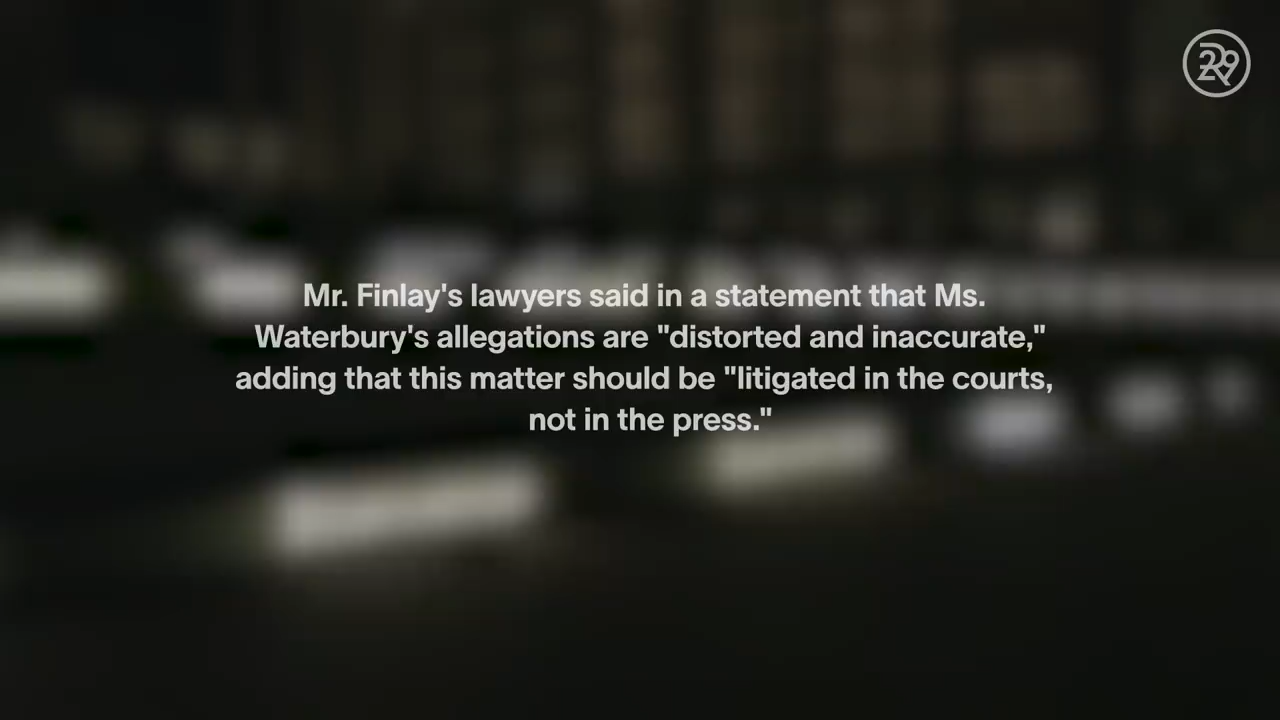 R29
Mr. Finlay's lawyers said in a statement that Ms.
Waterbury's allegations are "distorted and inaccurate,"
adding that this matter should be "litigated in the courts,
not in the press."